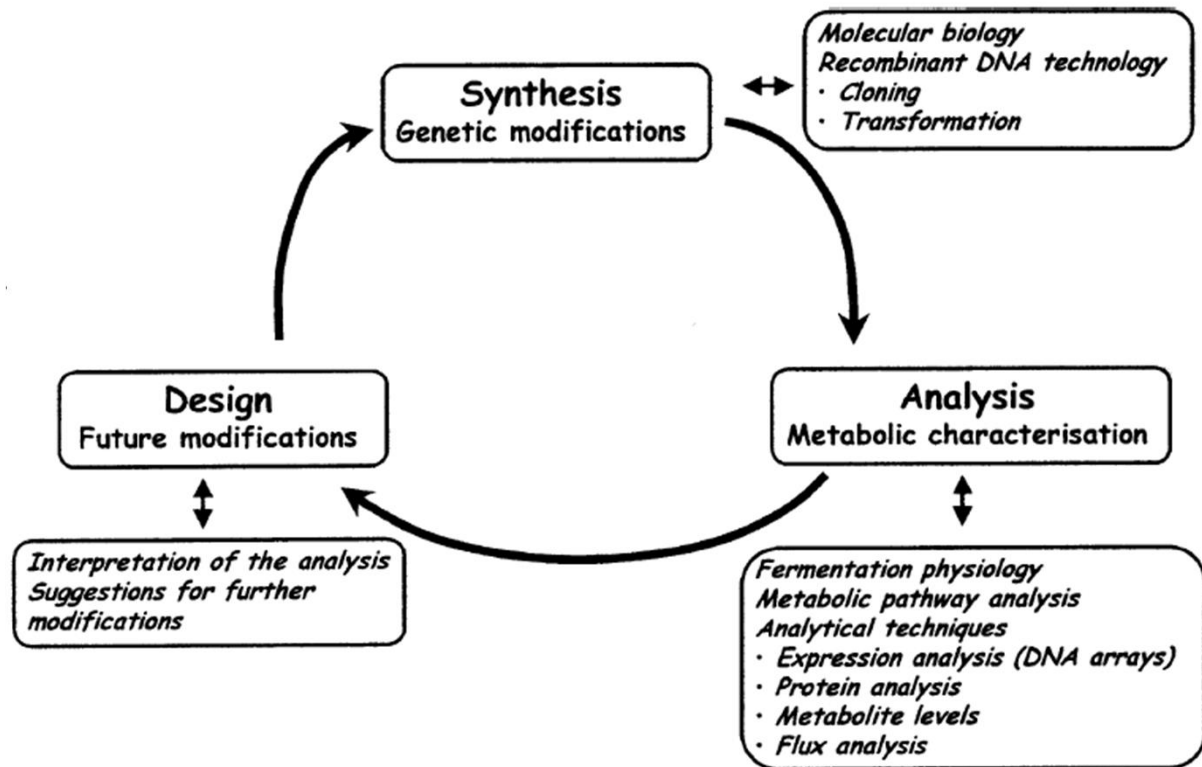 Molecular biology
Recombinant DNA technology
· Cloning
· Transformation
Synthesis
Genetic modifications
Design
Future modifications
Analysis
Metabolic characterisation
Interpretation of the analysis
Suggestions for further
modifications
Fermentation physiology
Metabolic pathway analysis
Analytical techniques
· Expression analysis (DNA arrays)
· Protein analysis
· Metabolite levels
· Flux analysis